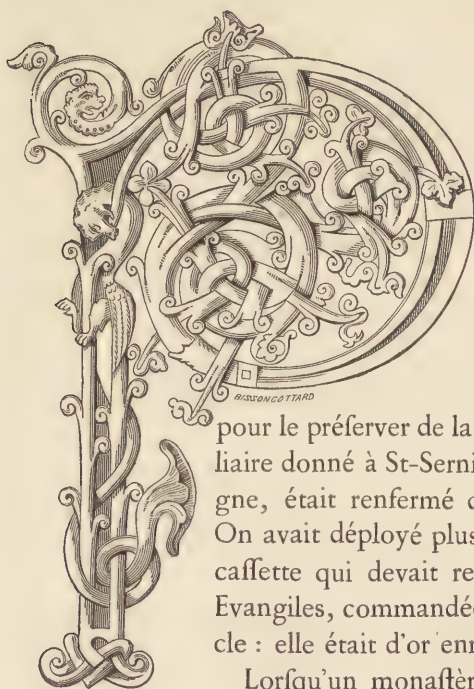 P
BISSONCOTTARD
pour le préſerver de la
liaire donné à St-Serni
gne, était renfermé
On avait déployé plus
caſſette qui devait re
Evangiles, commandée
cle : elle était d'or enr
Lorſqu'un monaſtèr